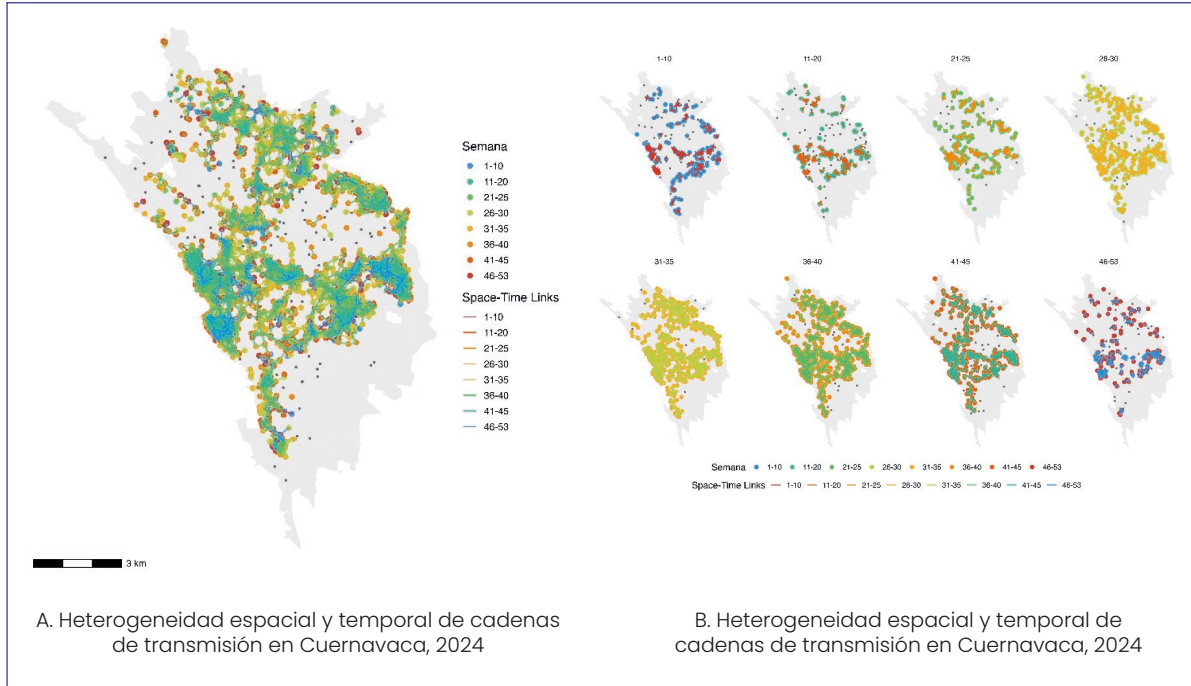 Semana
1-10
11-20
21-25
26-30
31-35
36-40
41-45
46-53
Space-Time Links
1-10
11-20
21-25
26-30
31-35
36-40
41-45
46-53
3 km
A. Heterogeneidad espacial y temporal de cadenas
de transmisión en Cuernavaca, 2024
1-10
11-20
21-25
26-30
31-35
36-40
41-45
46-53
Semana 1-10 11-20 21-25 26-30 31-35 36-40 41-45 46-53
Space-Time Links 1-10 11-20 21-25 26-30 31-35 36-40 41-45 46-53
B. Heterogeneidad espacial y temporal de
cadenas de transmisión en Cuernavaca, 2024